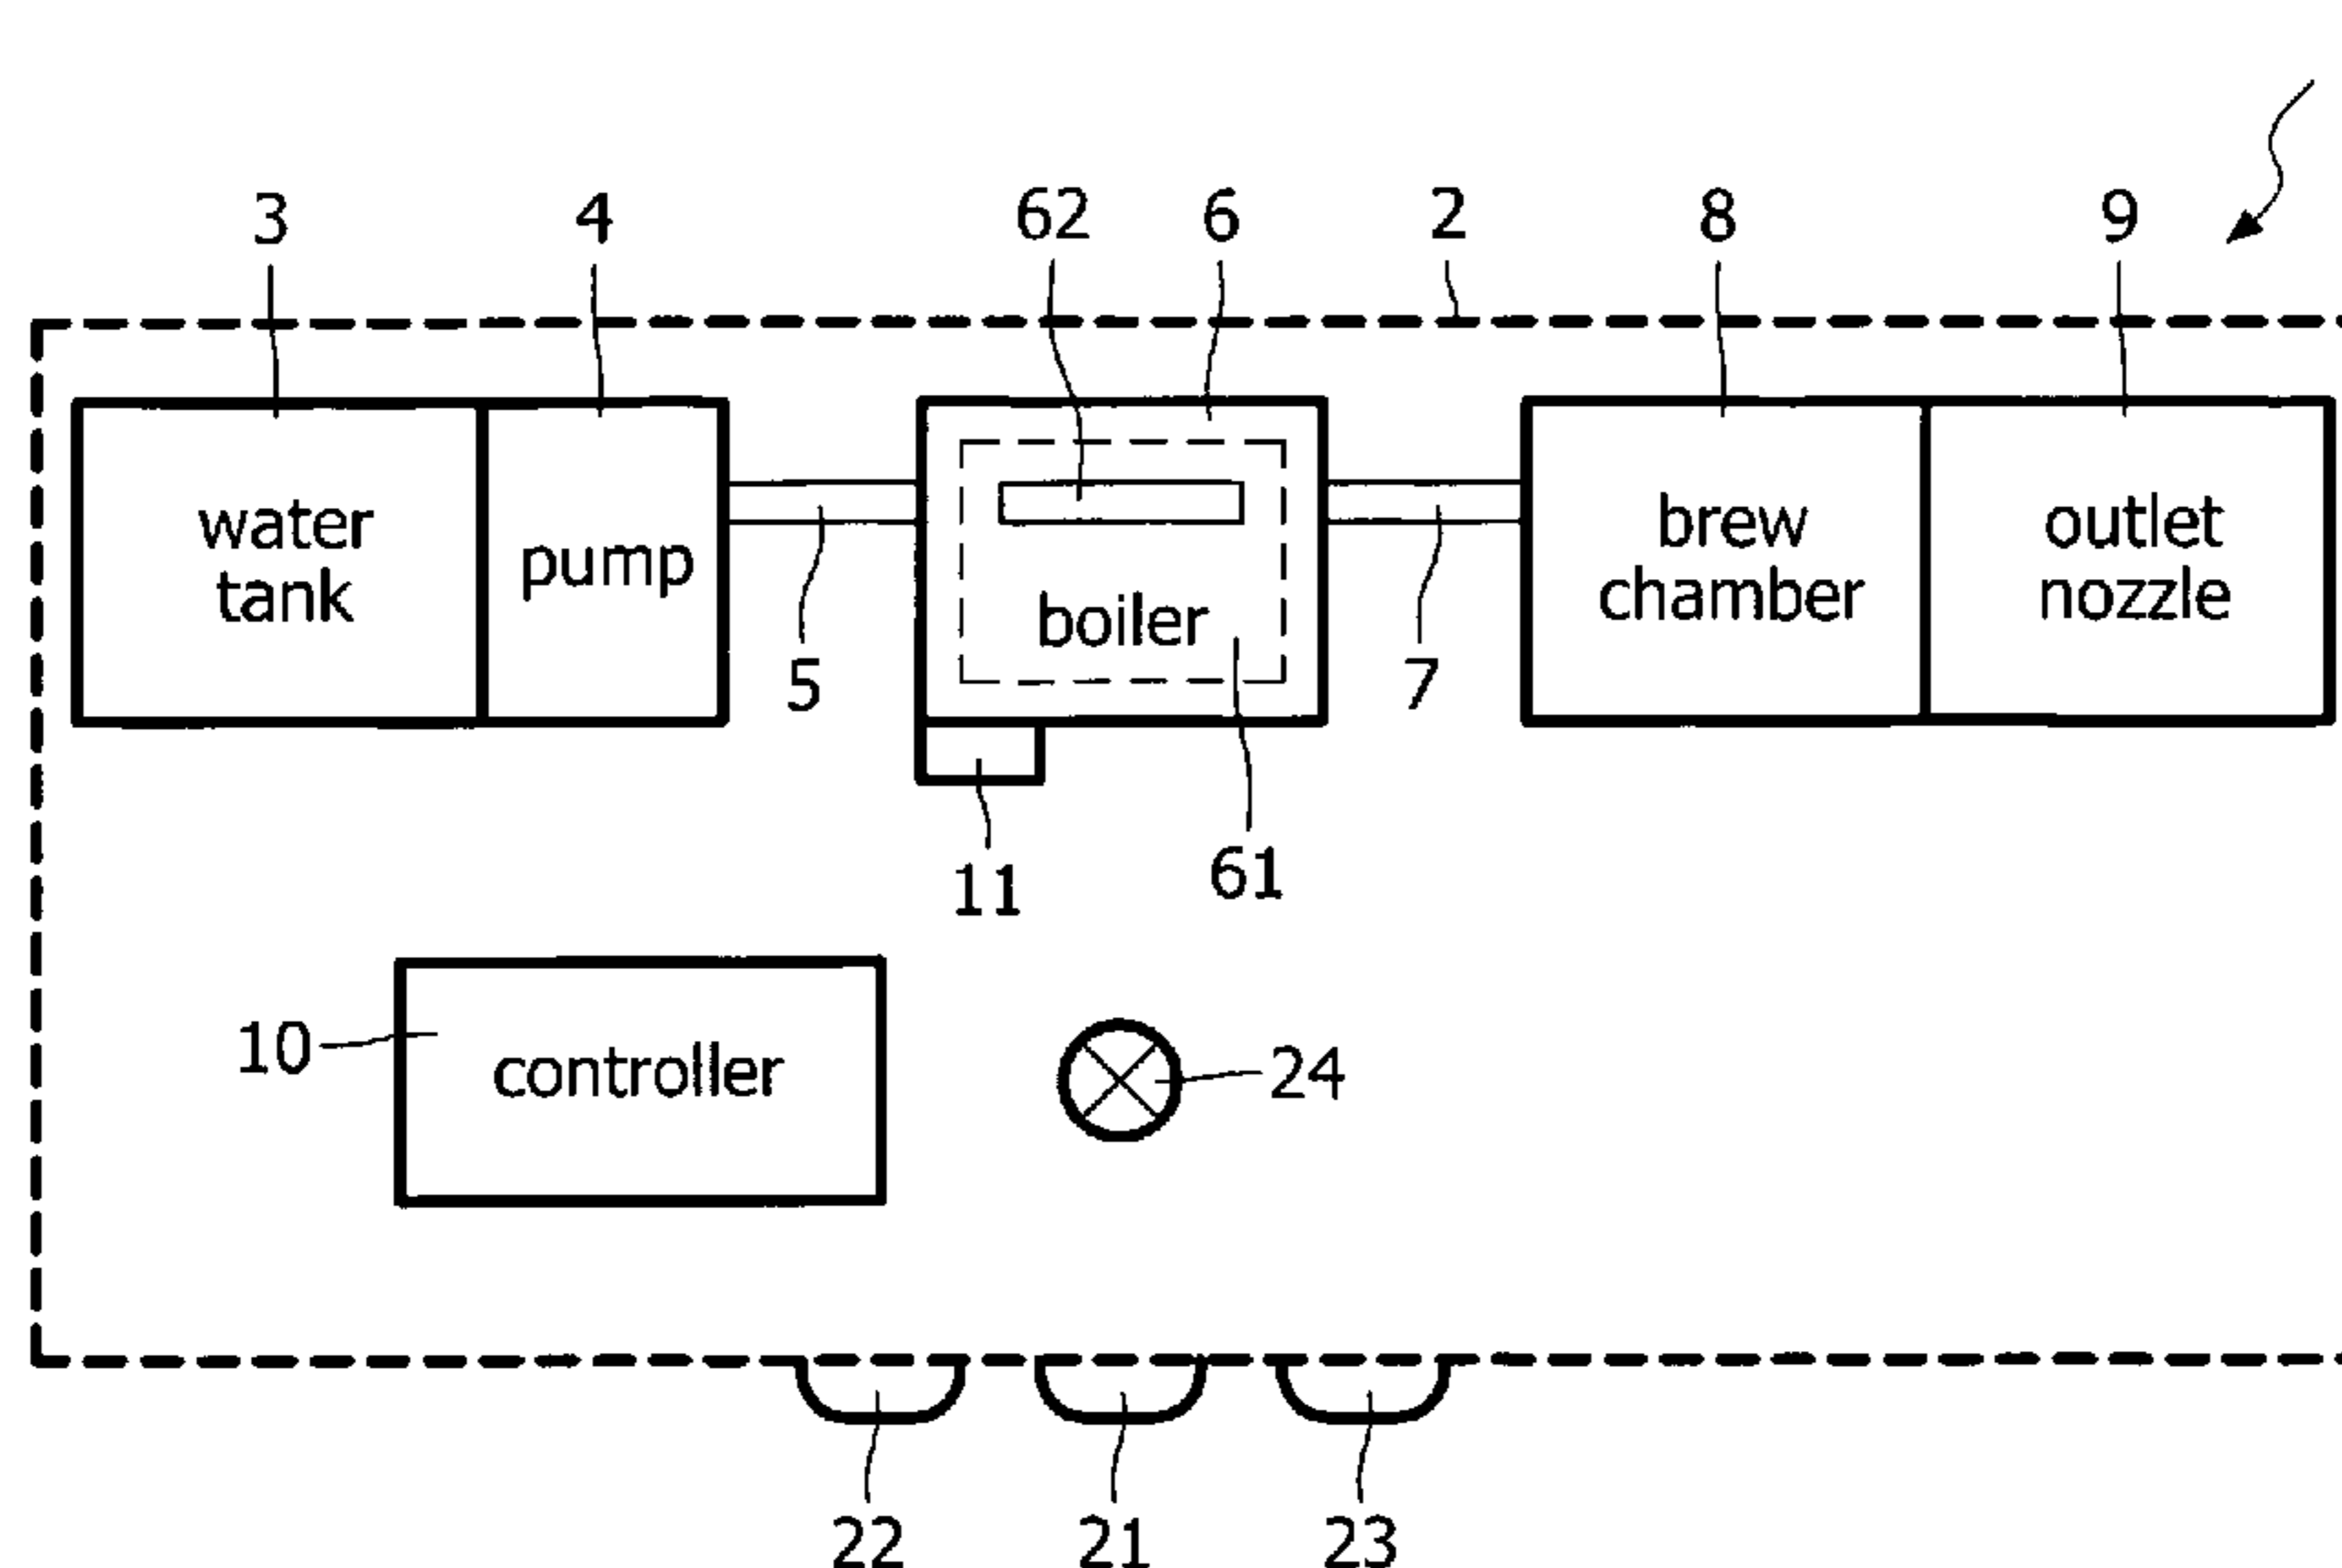 3 4 62 6 2 8 9
water
tank
pump
boiler
brew
chamber
outlet
nozzle
5 7
11 61
10 controller 24
22 21 23